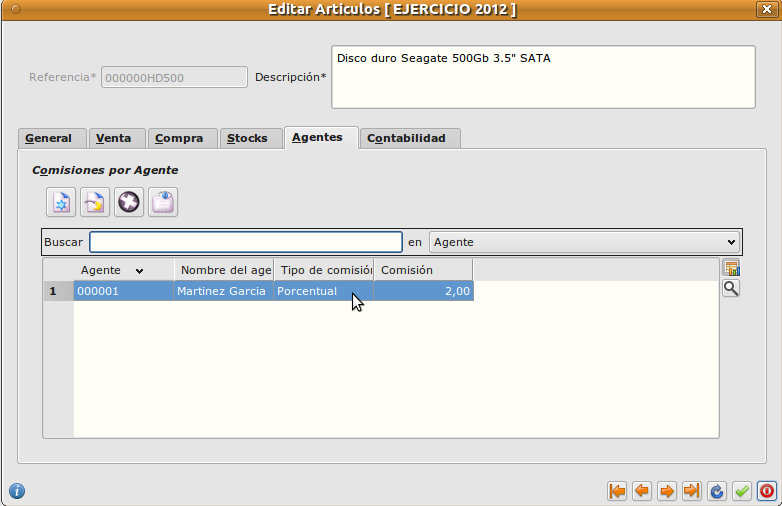 Editar Articulos [ EJERCICIO 2012 ]
Referencia* 000000HD500 Descripción* Disco duro Seagate 500Gb 3.5" SATA
General Venta Compra Stocks Agentes Contabilidad
Comisiones por Agente
Buscar en Agente
Agente Nombre del age Tipo de comisión Comisión
1 000001 Martinez Garcia Porcentual 2,00